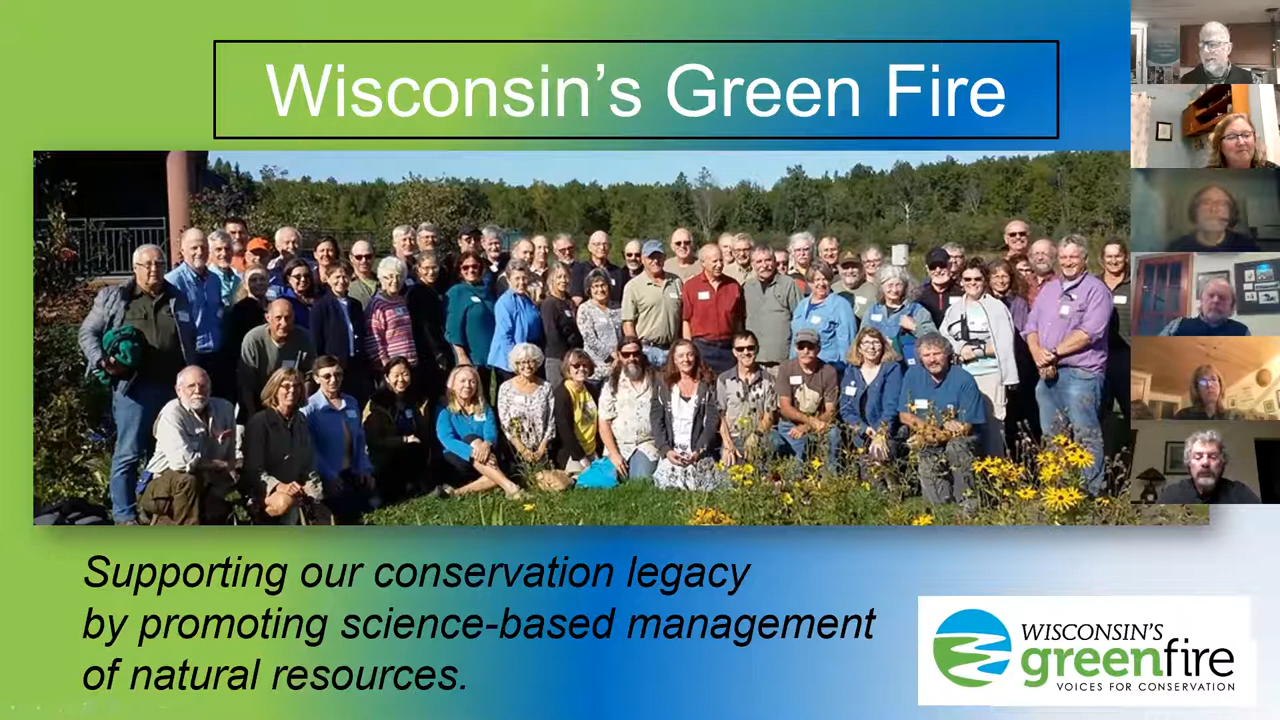 Wisconsin’s Green Fire
Supporting our conservation legacy
by promoting science-based management
of natural resources.
WISCONSIN'S
greenfire
VOICES FOR CONSERVATION